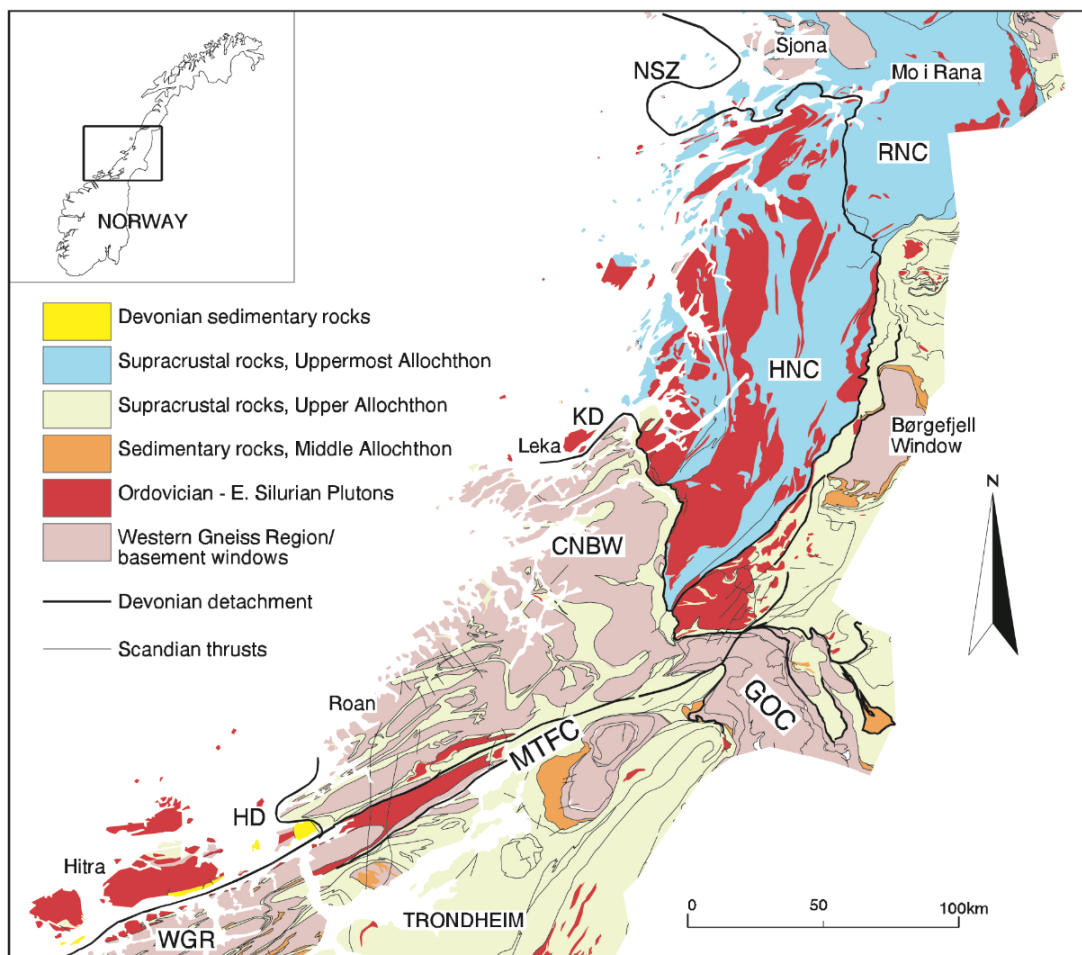 NORWAY
Devonian sedimentary rocks
Supracrustal rocks, Uppermost Allochthon
Supracrustal rocks, Upper Allochthon
Sedimentary rocks, Middle Allochthon
Ordovician - E. Silurian Plutons
Western Gneiss Region/
basement windows
Devonian detachment
Scandian thrusts
Sjona
NSZ
Mo i Rana
RNC
HNC
KD
Leka
Børgefjell
Window
CNBW
N
Roan
GOC
MTFC
HD
Hitra
WGR
TRONDHEIM
0 50 100km